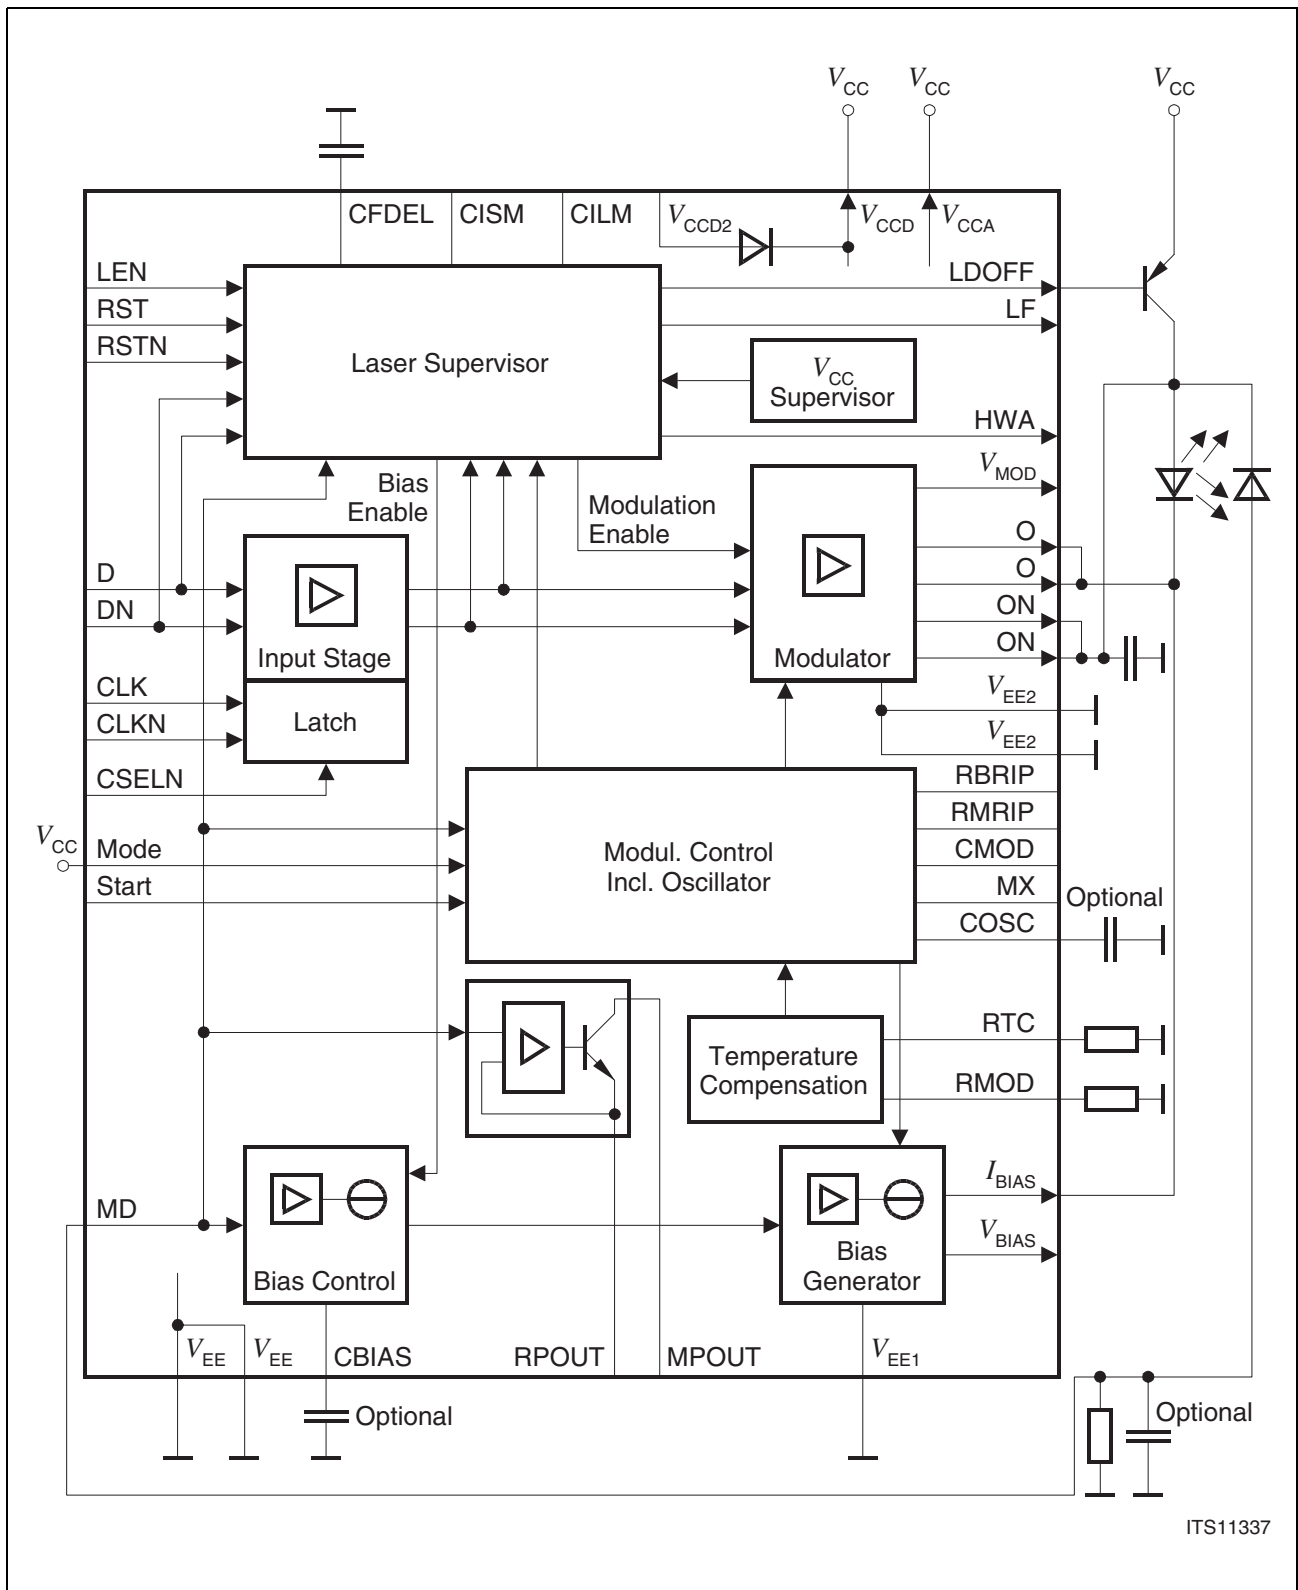 VCC VCC VCC
CFDEL CISM CILM VCCD2 VCCD VCCA
LEN
RST
RSTN
LDOFF
LF
Laser Supervisor
VCC
Supervisor
HWA
Bias
Enable
Modulation
Enable
VMOD
O
O
ON
ON
D
DN
Input Stage
Modulator
CLK
CLKN
Latch
CSELN
VEE2
VEE2
VCC
Mode
Start
Modul. Control
Incl. Oscillator
RBRIP
RMRIP
CMOD
MX
COSC
Optional
Temperature
Compensation
RTC
RMOD
MD
Bias Control
Bias
Generator
IBIAS
VBIAS
VEE VEE CBIAS RPOUT MPOUT VEE1
Optional
Optional
ITS11337